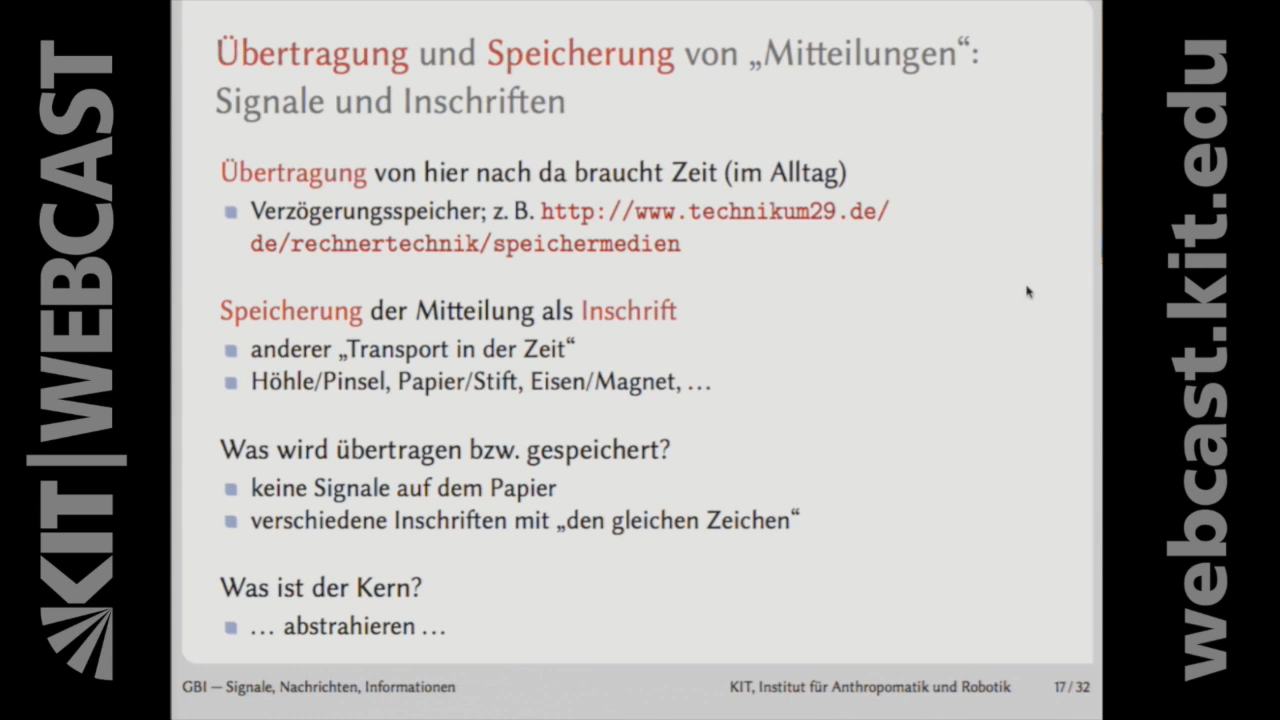 KIT|WEBCAST
Übertragung und Speicherung von „Mitteilungen“:
Signale und Inschriften
Übertragung von hier nach da braucht Zeit (im Alltag)
Verzögerungsspeicher; z. B. http://www.technikum29.de/
de/rechnertechnik/speichermedien
Speicherung der Mitteilung als Inschrift
anderer „Transport in der Zeit“
Höhle/Pinsel, Papier/Stift, Eisen/Magnet, …
Was wird übertragen bzw. gespeichert?
keine Signale auf dem Papier
verschiedene Inschriften mit „den gleichen Zeichen“
Was ist der Kern?
… abstrahieren …
GBI — Signale, Nachrichten, Informationen
KIT, Institut für Anthropomatik und Robotik
17 / 32
webcast.kit.edu